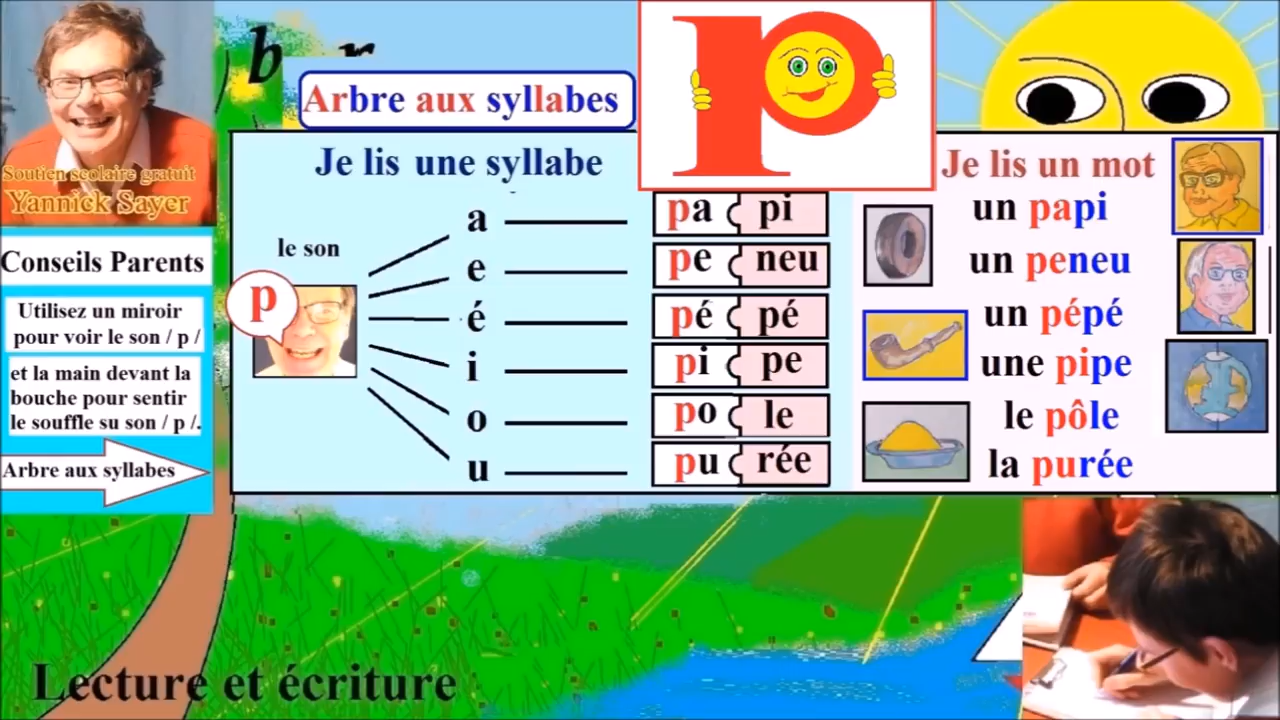 b r
Arbre aux syllabes
p
Soutien scolaire gratuit
Yannick Sayer
Conseils Parents
Utilisez un miroir
pour voir le son / p /
et la main devant la
bouche pour sentir
le souffle su son / p /.
Arbre aux syllabes
Je lis une syllabe
le son
p
a
e
é
i
o
u
pa pi
pe neu
pé pé
pi pe
po le
pu rée
Je lis un mot
un papi
un peneu
un pépé
une pipe
le pôle
la purée
Lecture et écriture